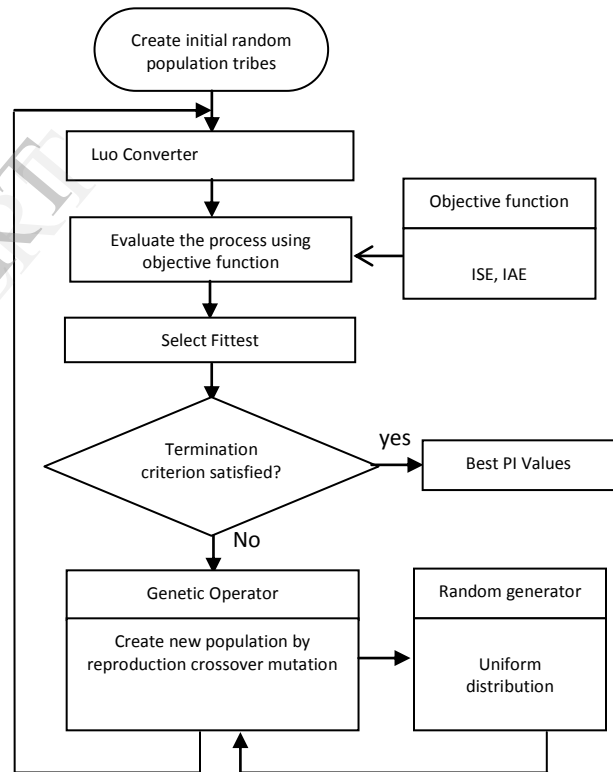 Create initial random
population tribes
Luo Converter
Evaluate the process using
objective function
Objective function
ISE, IAE
Select Fittest
Termination
criterion satisfied?
yes
Best PI Values
No
Genetic Operator
Create new population by
reproduction crossover mutation
Random generator
Uniform
distribution